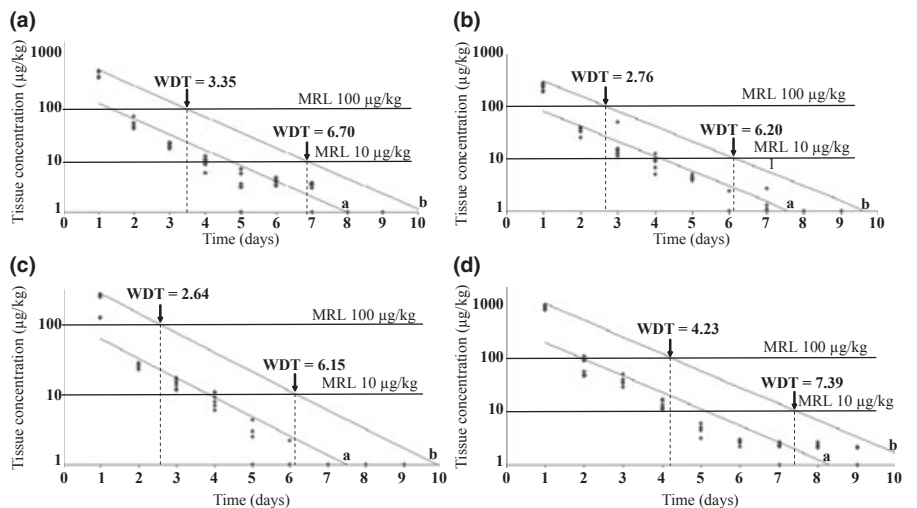 (a)
Tissue concentration (µg/kg)
1000
100
10
1
WDT = 3.35
MRL 100 µg/kg
WDT = 6.70
MRL 10 µg/kg
a
b
0 1 2 3 4 5 6 7 8 9 10
Time (days)
(b)
Tissue concentration (µg/kg)
1000
100
10
1
WDT = 2.76
MRL 100 µg/kg
WDT = 6.20
MRL 10 µg/kg
1
a
b
0 1 2 3 4 5 6 7 8 9 10
Time (days)
(c)
Tissue concentration (µg/kg)
100
10
1
WDT = 2.64
MRL 100 µg/kg
WDT = 6.15
MRL 10 µg/kg
a
b
0 1 2 3 4 5 6 7 8 9 10
Time (days)
(d)
Tissue concentration (µg/kg)
1000
100
10
1
WDT = 4.23
MRL 100 µg/kg
WDT = 7.39
MRL 10 µg/kg
a
b
0 1 2 3 4 5 6 7 8 9 10
Time (days)